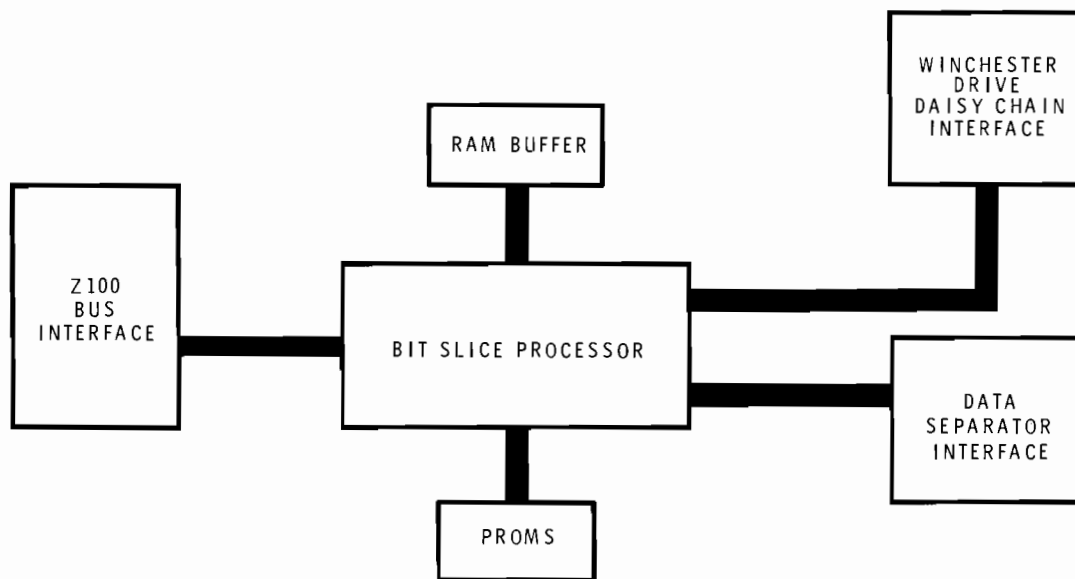 WINCHESTER
DRIVE
DAISY CHAIN
INTERFACE
RAM BUFFER
Z100
BUS
INTERFACE
BIT SLICE PROCESSOR
DATA
SEPARATOR
INTERFACE
PROMS